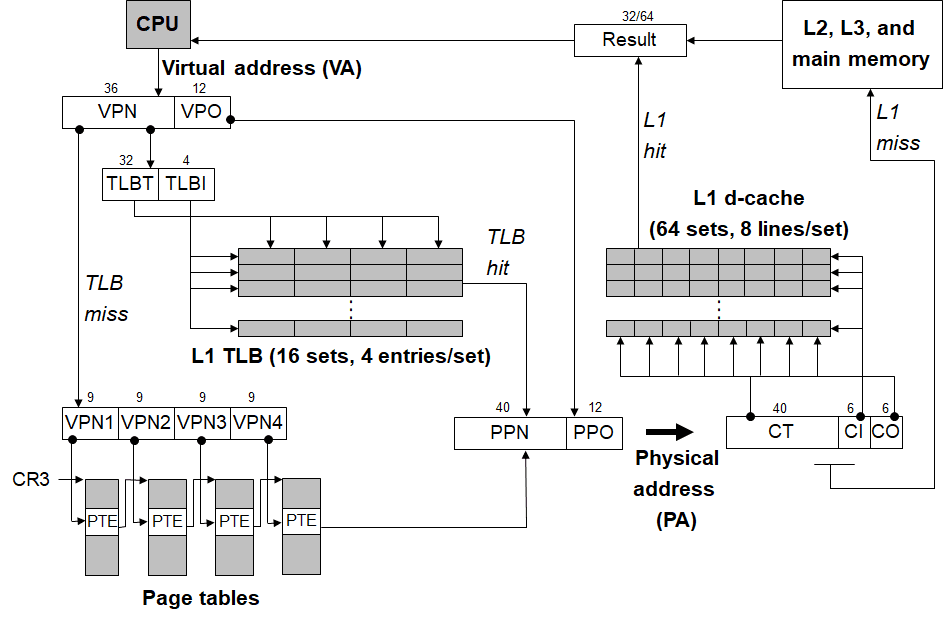 CPU
32/64
Result
L2, L3, and
main memory
Virtual address (VA)
36
12
VPN
VPO
L1
hit
L1
miss
32
4
TLBT
TLBI
L1 d-cache
(64 sets, 8 lines/set)
TLB
hit
TLB
miss
...
...
L1 TLB (16 sets, 4 entries/set)
9
9
9
9
VPN1
VPN2
VPN3
VPN4
40
12
PPN
PPO
40
6
6
CT
CI
CO
Physical
address
(PA)
CR3
PTE
PTE
PTE
PTE
Page tables